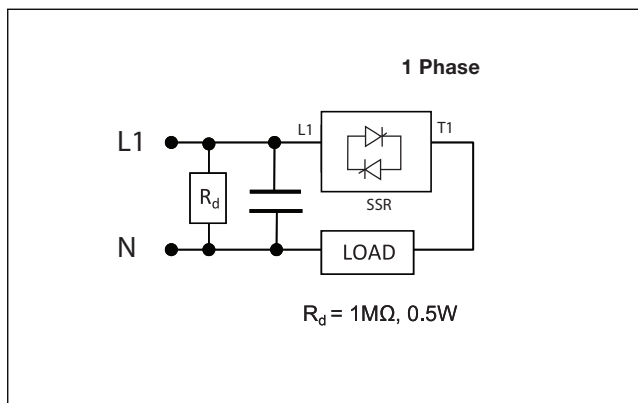 1 Phase
L1
L1
T1
Rd
SSR
N
LOAD
Rd = 1MΩ, 0.5W